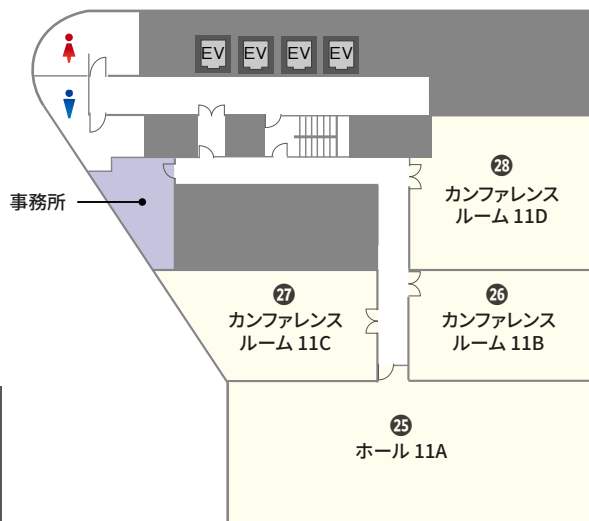 EV EV EV EV
事務所
28
カンファレンス
ルーム 11D
27
カンファレンス
ルーム 11C
26
カンファレンス
ルーム 11B
25
ホール 11A